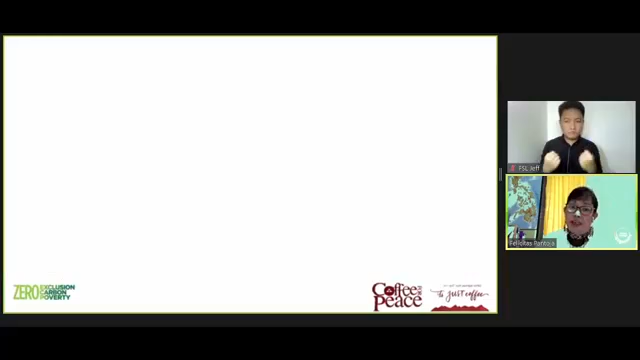 FSL Jeff
Felicitas Pantoja
ZERO EXCLUSION
CARBON
POVERTY
Coffee for
Peace
to just coffee